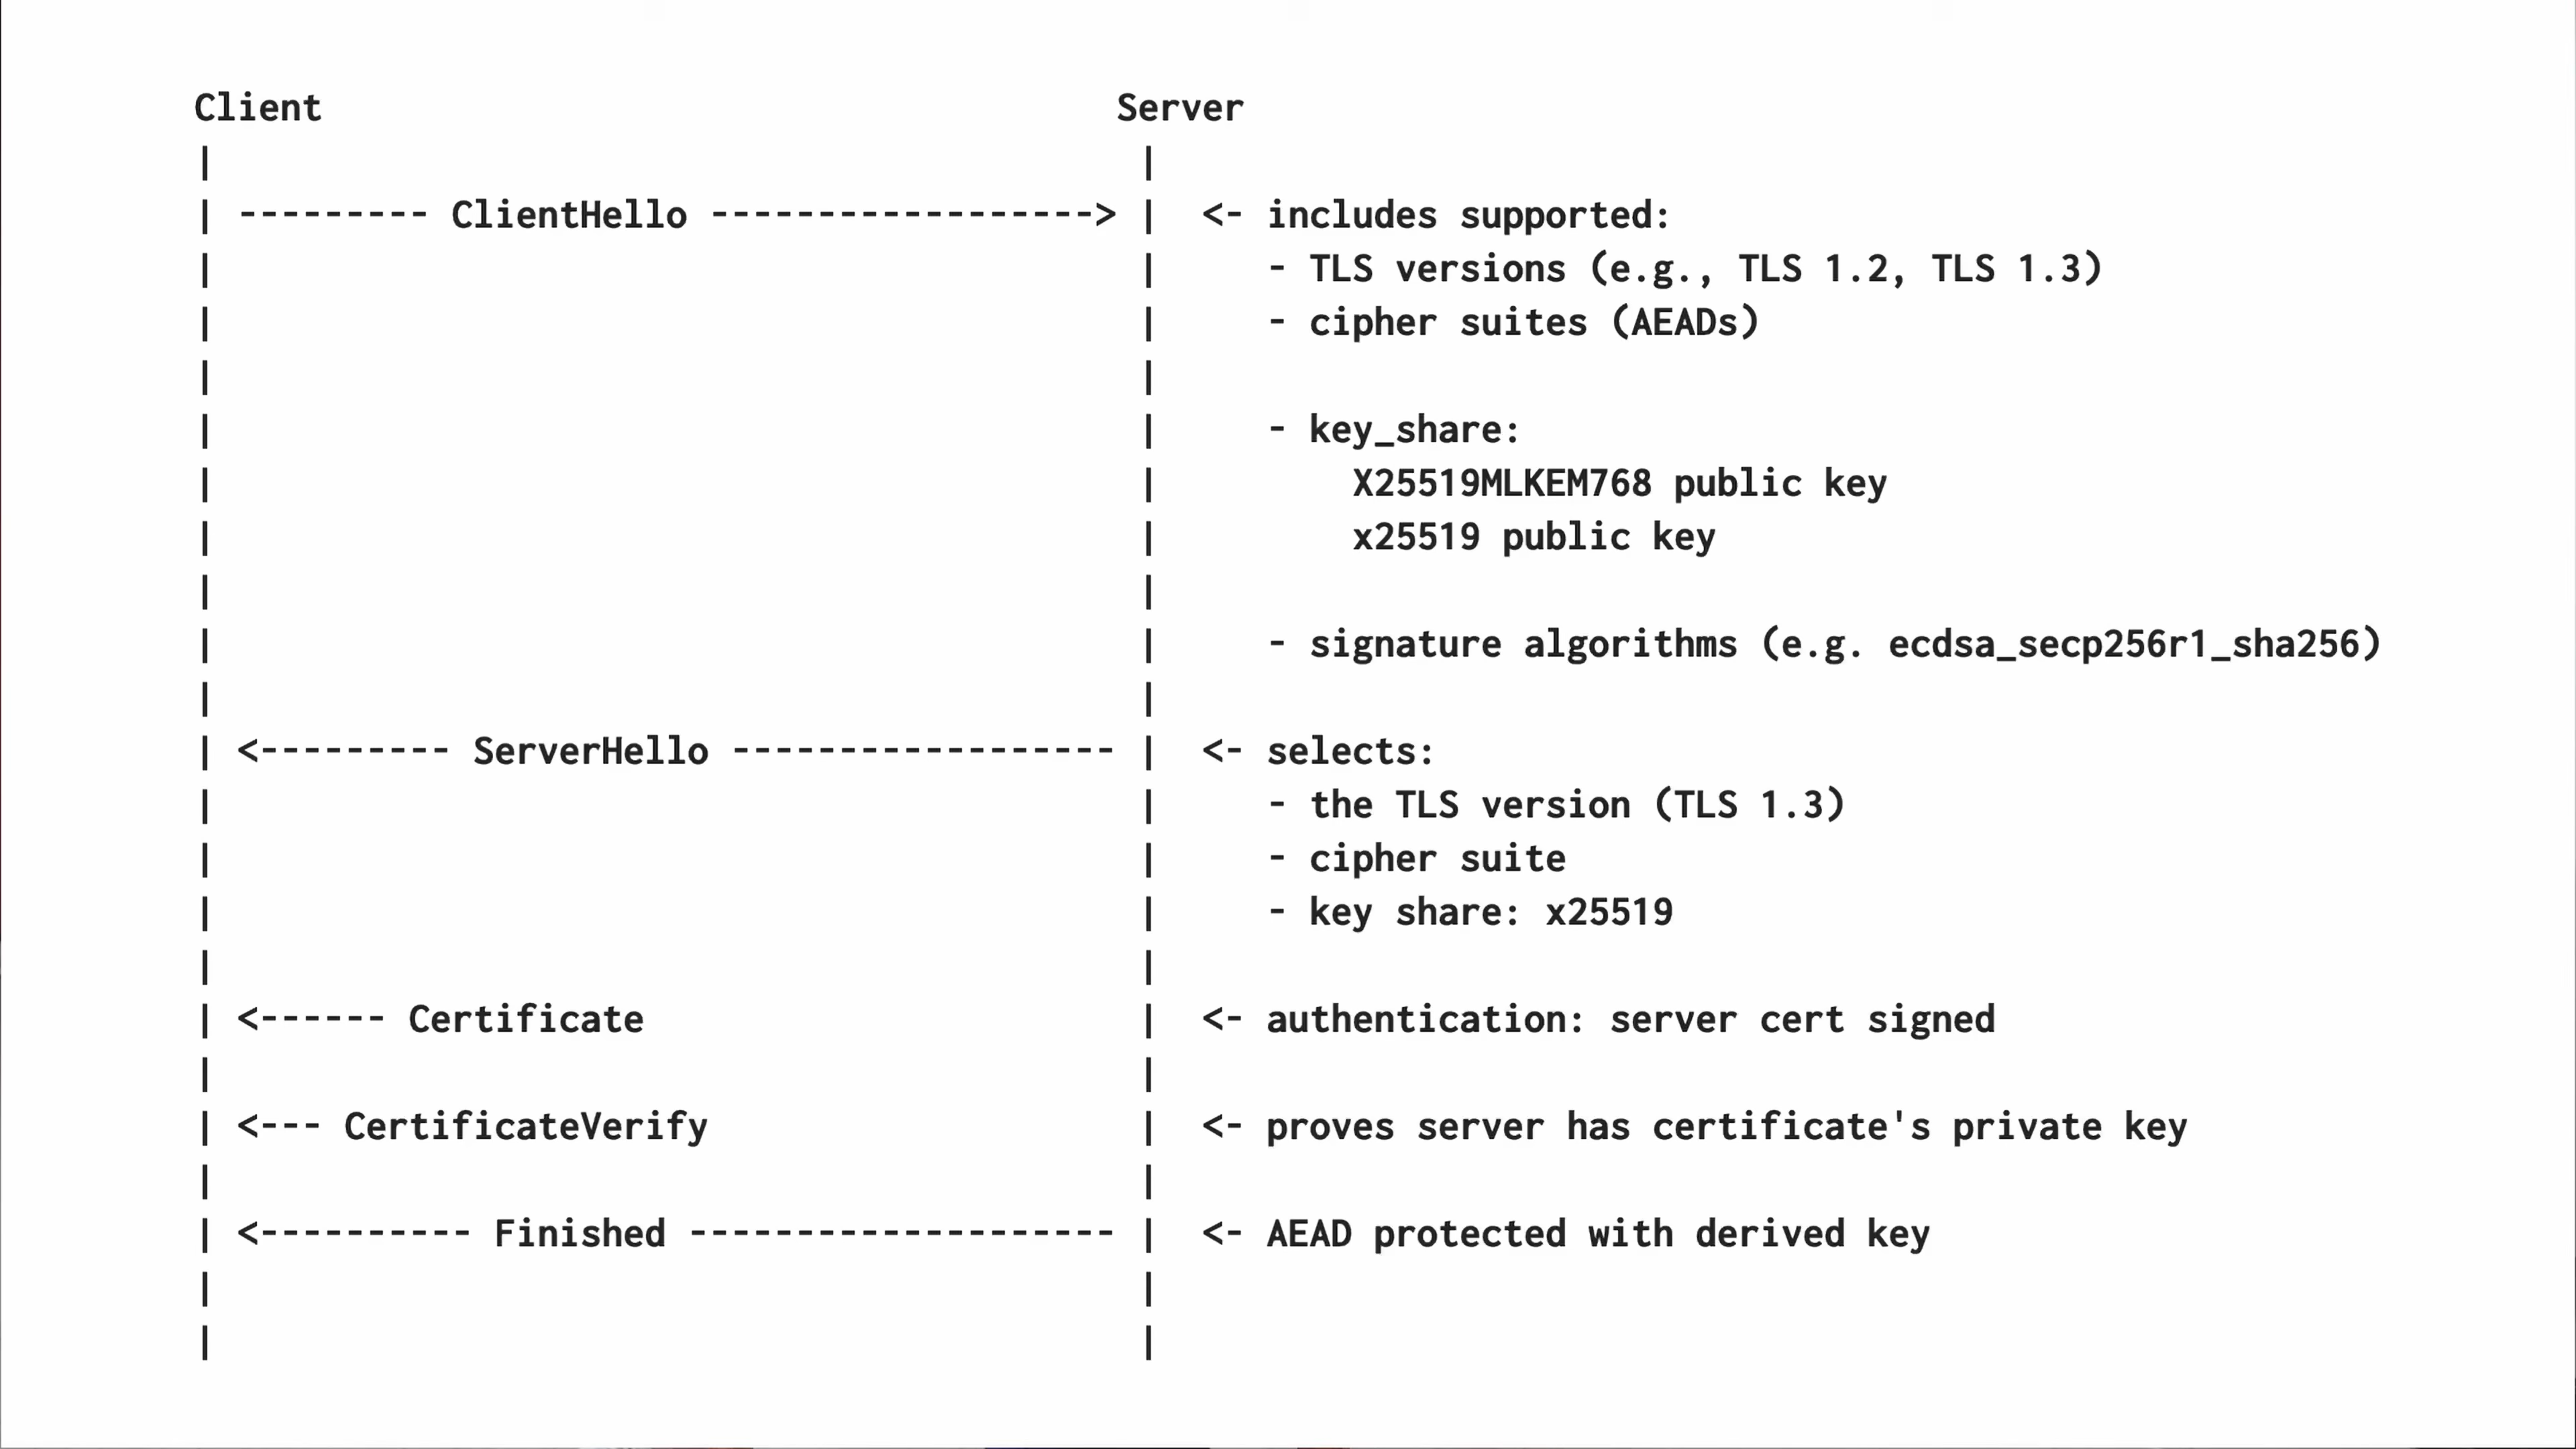 Client Server
| |
| --------- ClientHello ------------------> | <- includes supported:
| | - TLS versions (e.g., TLS 1.2, TLS 1.3)
| | - cipher suites (AEADs)
| |
| | - key_share:
| | X25519MLKEM768 public key
| | x25519 public key
| |
| | - signature algorithms (e.g. ecdsa_secp256r1_sha256)
| |
| <--------- ServerHello ------------------ | <- selects:
| | - the TLS version (TLS 1.3)
| | - cipher suite
| | - key share: x25519
| |
| <------ Certificate | <- authentication: server cert signed
| |
| <--- CertificateVerify | <- proves server has certificate's private key
| |
| <---------- Finished -------------------- | <- AEAD protected with derived key
| |
| |